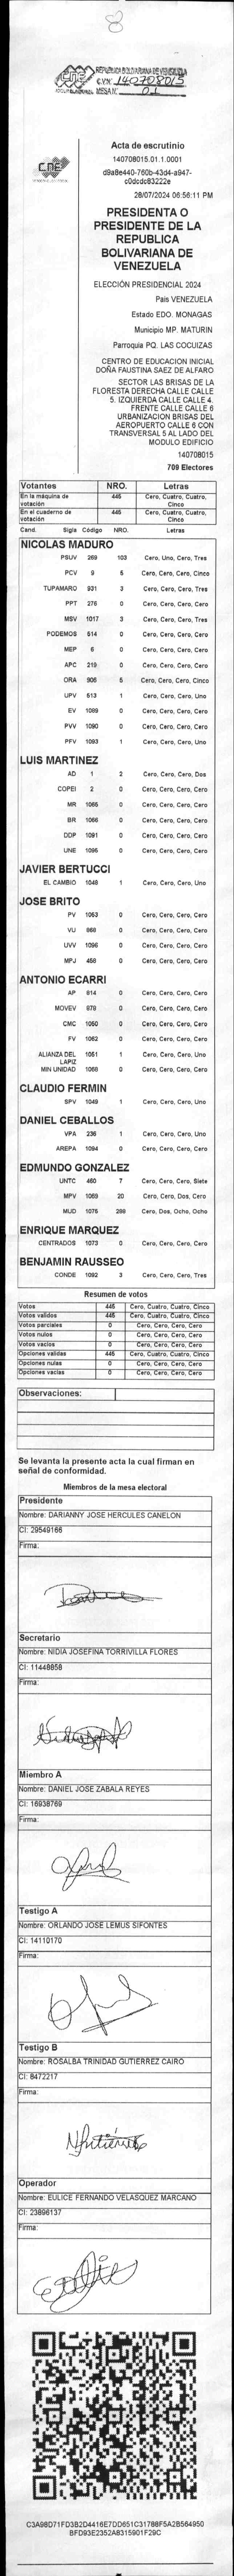 8
CNE
REPUBLICA BOLIVARIANA DE VENEZUELA
C.V.N°. 140708015
MESA N°. 01
Acta de escrutinio
140708015.01.1.0001
d9a8e440-760b-43d4-a947-
c0dcdc83222e
28/07/2024 06:56:11 PM
CNE
PRESIDENTA O
PRESIDENTE DE LA
REPUBLICA
BOLIVARIANA DE
VENEZUELA
ELECCIÓN PRESIDENCIAL 2024
Pais VENEZUELA
Estado EDO. MONAGAS
Municipio MP. MATURIN
Parroquia PQ. LAS COCUIZAS
CENTRO DE EDUCACION INICIAL
DOÑA FAUSTINA SAEZ DE ALFARO
SECTOR LAS BRISAS DE LA
FLORESTA DERECHA CALLE CALLE
5. IZQUIERDA CALLE CALLE 4.
FRENTE CALLE CALLE 6
URBANIZACION BRISAS DEL
AEROPUERTO CALLE 6 CON
TRANSVERSAL 5 AL LADO DEL
MODULO EDIFICIO
140708015
709 Electores
Votantes NRO. Letras
En la máquina de votación 445 Cero, Cuatro, Cuatro, Cinco
En el cuaderno de votación 445 Cero, Cuatro, Cuatro, Cinco
Cand. Sigla Código NRO. Letras
NICOLAS MADURO
PSUV 269 103 Cero, Uno, Cero, Tres
PCV 9 5 Cero, Cero, Cero, Cinco
TUPAMARO 931 3 Cero, Cero, Cero, Tres
PPT 276 0 Cero, Cero, Cero, Cero
MSV 1017 3 Cero, Cero, Cero, Tres
PODEMOS 514 0 Cero, Cero, Cero, Cero
MEP 6 0 Cero, Cero, Cero, Cero
APC 219 0 Cero, Cero, Cero, Cero
ORA 906 5 Cero, Cero, Cero, Cinco
UPV 513 1 Cero, Cero, Cero, Uno
EV 1089 0 Cero, Cero, Cero, Cero
PVV 1090 0 Cero, Cero, Cero, Cero
PFV 1093 1 Cero, Cero, Cero, Uno
LUIS MARTINEZ
AD 1 2 Cero, Cero, Cero, Dos
COPEI 2 0 Cero, Cero, Cero, Cero
MR 1065 0 Cero, Cero, Cero, Cero
BR 1066 0 Cero, Cero, Cero, Cero
DDP 1091 0 Cero, Cero, Cero, Cero
UNE 1095 0 Cero, Cero, Cero, Cero
JAVIER BERTUCCI
EL CAMBIO 1048 1 Cero, Cero, Cero, Uno
JOSE BRITO
PV 1053 0 Cero, Cero, Cero, Cero
VU 868 0 Cero, Cero, Cero, Cero
UVV 1096 0 Cero, Cero, Cero, Cero
MPJ 458 0 Cero, Cero, Cero, Cero
ANTONIO ECARRI
AP 814 0 Cero, Cero, Cero, Cero
MOVEV 979 0 Cero, Cero, Cero, Cero
CMC 1050 0 Cero, Cero, Cero, Cero
FV 1062 0 Cero, Cero, Cero, Cero
ALIANZA DEL LAPIZ 1051 1 Cero, Cero, Cero, Uno
MIN UNIDAD 1068 0 Cero, Cero, Cero, Cero
CLAUDIO FERMIN
SPV 1049 1 Cero, Cero, Cero, Uno
DANIEL CEBALLOS
VPA 236 1 Cero, Cero, Cero, Uno
AREPA 1094 0 Cero, Cero, Cero, Cero
EDMUNDO GONZALEZ
UNTC 460 7 Cero, Cero, Cero, Siete
MPV 1069 20 Cero, Cero, Dos, Cero
MUD 1075 288 Cero, Dos, Ocho, Ocho
ENRIQUE MARQUEZ
CENTRADOS 1073 0 Cero, Cero, Cero, Cero
BENJAMIN RAUSSEO
CONDE 1092 3 Cero, Cero, Cero, Tres
Resumen de votos
Votos 445 Cero, Cuatro, Cuatro, Cinco
Votos validos 445 Cero, Cuatro, Cuatro, Cinco
Votos parciales 0 Cero, Cero, Cero, Cero
Votos nulos 0 Cero, Cero, Cero, Cero
Votos vacios 0 Cero, Cero, Cero, Cero
Opciones validas 445 Cero, Cuatro, Cuatro, Cinco
Opciones nulas 0 Cero, Cero, Cero, Cero
Opciones vacias 0 Cero, Cero, Cero, Cero
Observaciones:
Se levanta la presente acta la cual firman en
señal de conformidad.
Miembros de la mesa electoral
Presidente
Nombre: DARIANNY JOSE HERCULES CANELON
CI: 29549166
Firma:
Secretario
Nombre: NIDIA JOSEFINA TORRIVILLA FLORES
CI: 11448858
Firma:
Miembro A
Nombre: DANIEL JOSE ZABALA REYES
CI: 16938769
Firma:
Testigo A
Nombre: ORLANDO JOSE LEMUS SIFONTES
CI: 14110170
Firma:
Testigo B
Nombre: ROSALBA TRINIDAD GUTIERREZ CAIRO
CI: 8472217
Firma:
Operador
Nombre: EULICE FERNANDO VELASQUEZ MARCANO
CI: 23896137
Firma:
C3A98D71FD3B2D4416E7DD651C31788F5A2B564950
BFD93E2352A8315901F29C